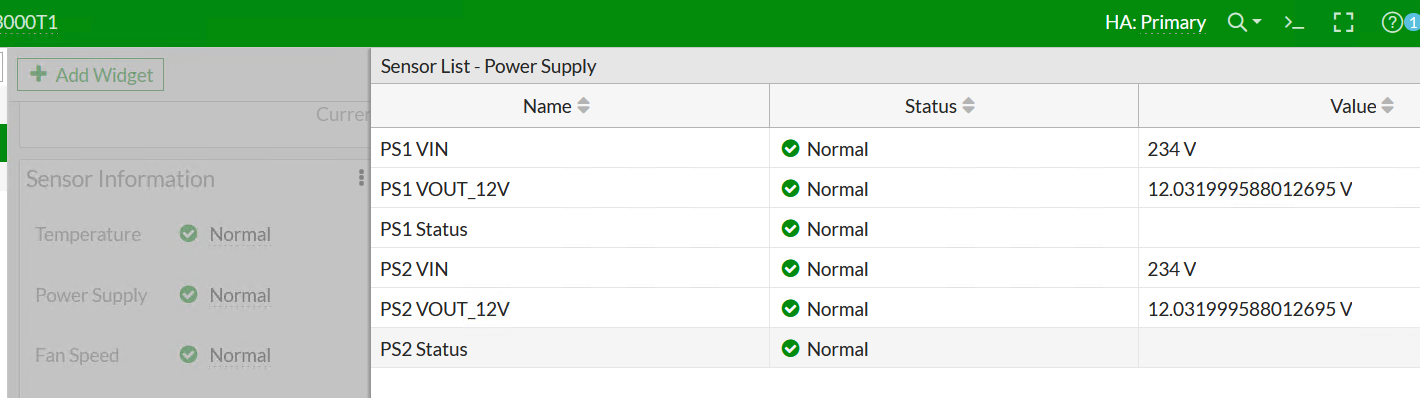 3000T1
HA: Primary
1
Add Widget
Sensor List - Power Supply
Name Status Value
Curren
Sensor Information
Temperature Normal
Power Supply Normal
Fan Speed Normal
PS1 VIN Normal 234 V
PS1 VOUT_12V Normal 12.031999588012695 V
PS1 Status Normal
PS2 VIN Normal 234 V
PS2 VOUT_12V Normal 12.031999588012695 V
PS2 Status Normal